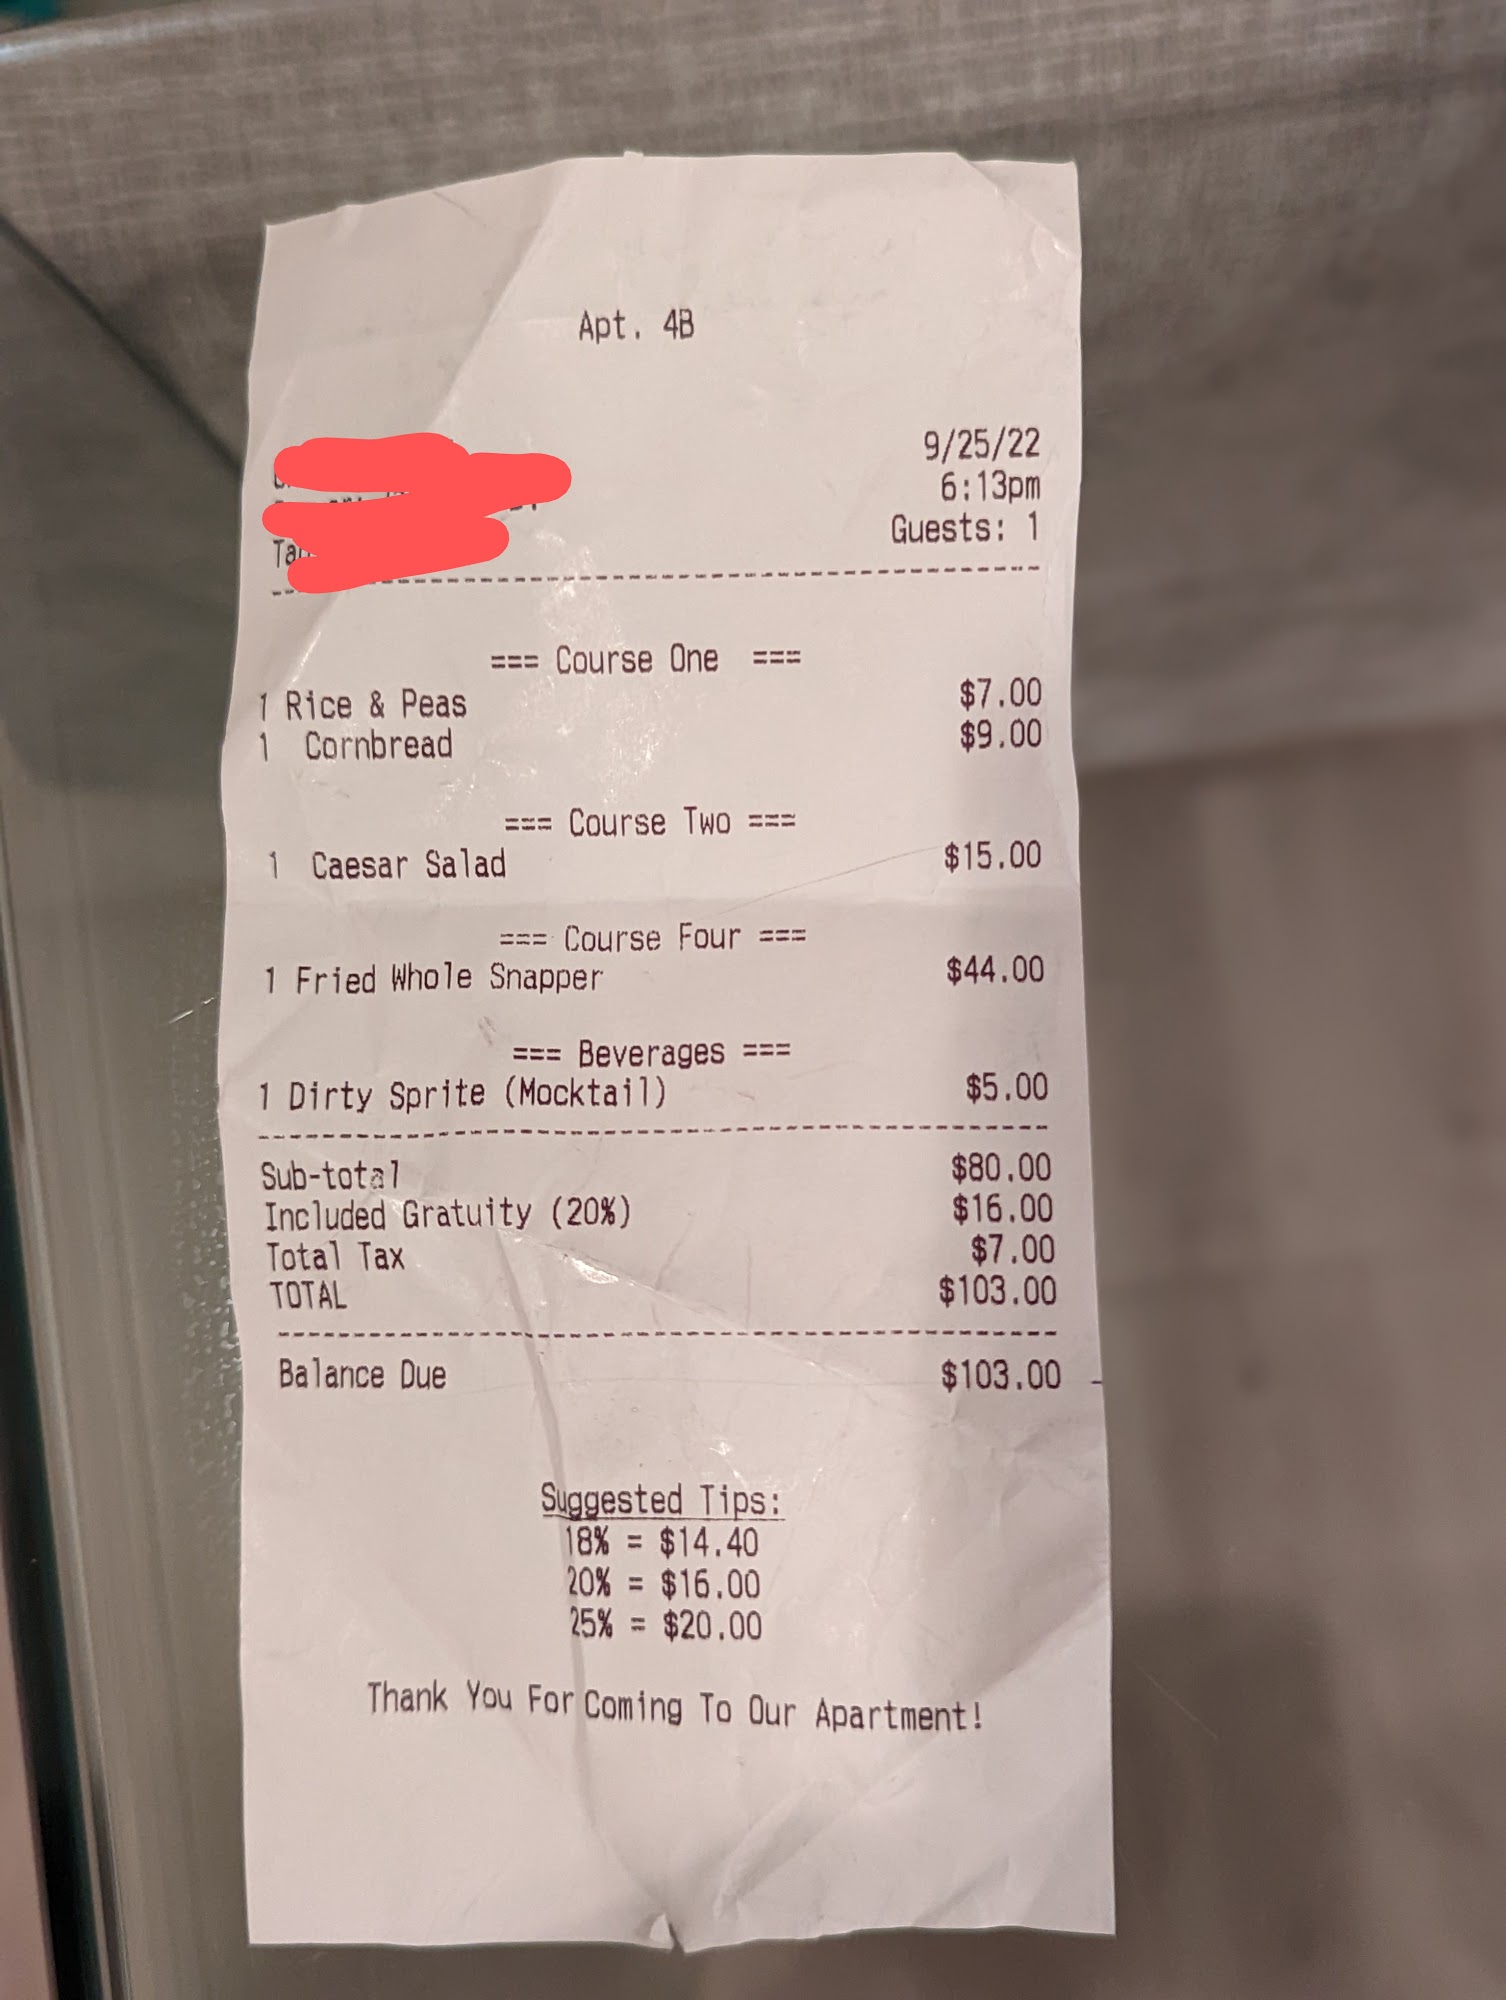 Apt. 4B
9/25/22
6:13pm
Guests: 1
=== Course One ===
1 Rice & Peas $7.00
1 Cornbread $9.00
=== Course Two ===
1 Caesar Salad $15.00
=== Course Four ===
1 Fried Whole Snapper $44.00
=== Beverages ===
1 Dirty Sprite (Mocktail) $5.00
Sub-total $80.00
Included Gratuity (20%) $16.00
Total Tax $7.00
TOTAL $103.00
Balance Due $103.00
Suggested Tips:
18% = $14.40
20% = $16.00
25% = $20.00
Thank You For Coming To Our Apartment!